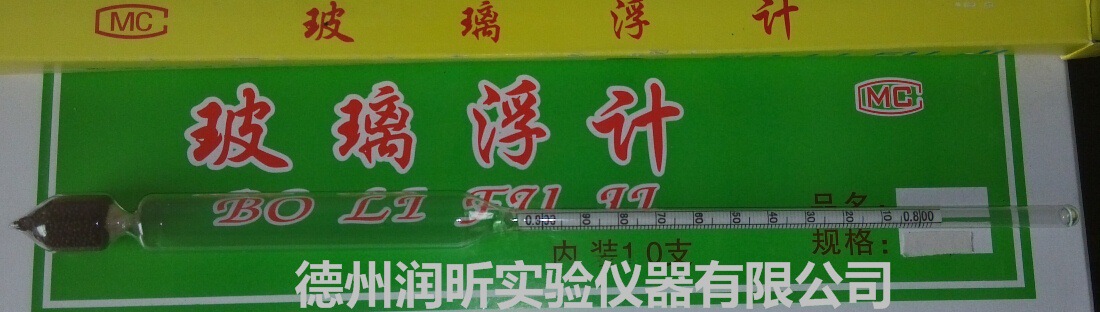 MC 玻璃浮计
玻璃浮计 MC
BO LI FU JI
品名:
0.900 90 80 70 60 50 40 30 20 10 0.800
内装10支 规格:
德州润昕实验仪器有限公司